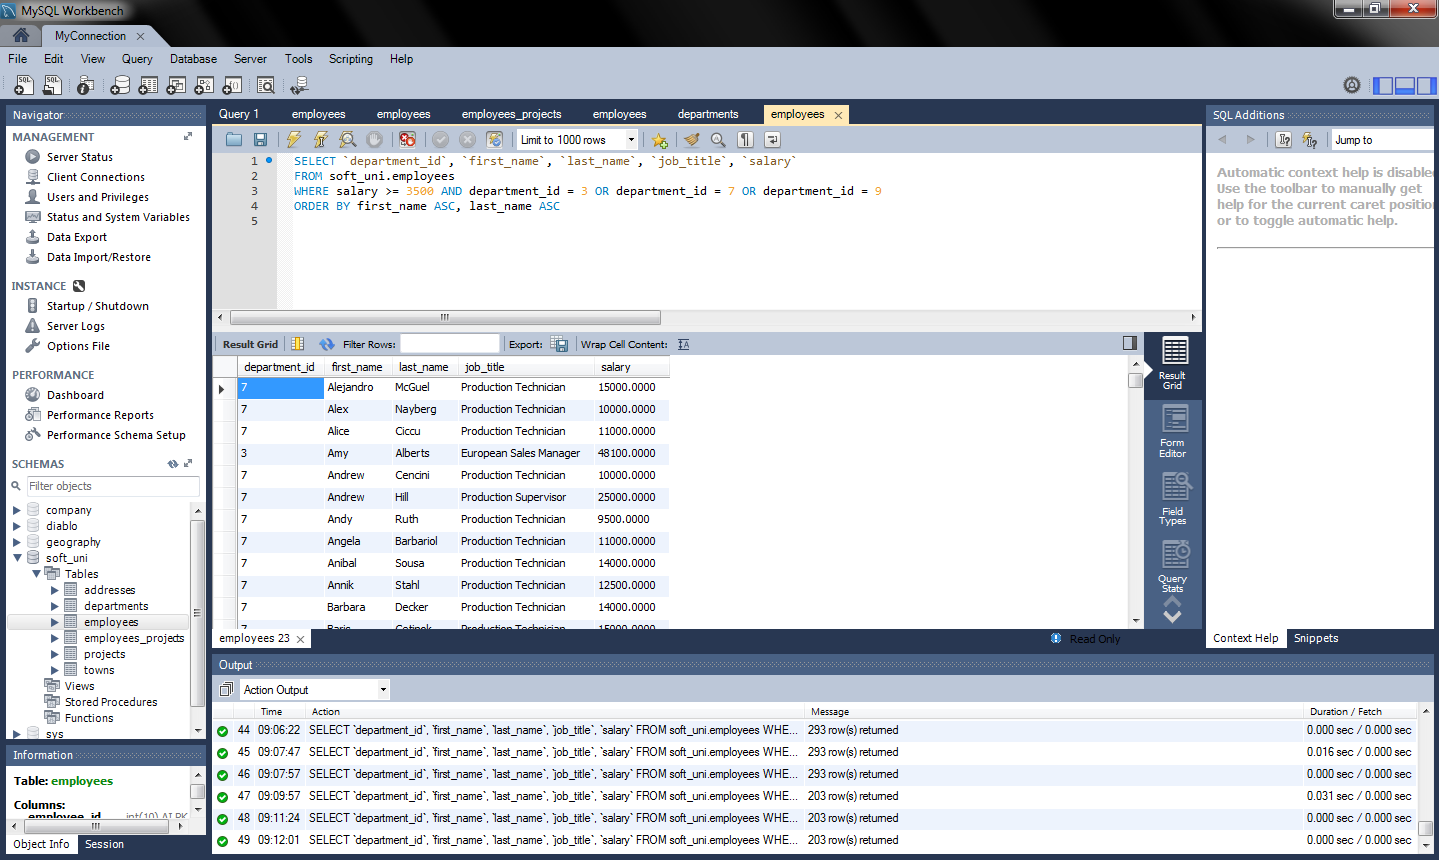 MySQL Workbench
MyConnection
File Edit View Query Database Server Tools Scripting Help
Navigator
MANAGEMENT
Server Status
Client Connections
Users and Privileges
Status and System Variables
Data Export
Data Import/Restore
INSTANCE
Startup / Shutdown
Server Logs
Options File
PERFORMANCE
Dashboard
Performance Reports
Performance Schema Setup
SCHEMAS
Filter objects
company
diablo
geography
soft_uni
Tables
addresses
departments
employees
employees_projects
projects
towns
Views
Stored Procedures
Functions
sys
Information
Table: employees
Columns:
employee_id int(10) AI PK
Object Info Session
Query 1 employees employees employees_projects employees departments employees
Limit to 1000 rows
1 SELECT `department_id`, `first_name`, `last_name`, `job_title`, `salary`
2 FROM soft_uni.employees
3 WHERE salary >= 3500 AND department_id = 3 OR department_id = 7 OR department_id = 9
4 ORDER BY first_name ASC, last_name ASC
5
Result Grid Filter Rows: Export: Wrap Cell Content:
department_id first_name last_name job_title salary
7 Alejandro McGuel Production Technician 15000.0000
7 Alex Nayberg Production Technician 10000.0000
7 Alice Ciccu Production Technician 11000.0000
3 Amy Alberts European Sales Manager 48100.0000
7 Andrew Cencini Production Technician 10000.0000
7 Andrew Hill Production Supervisor 25000.0000
7 Andy Ruth Production Technician 9500.0000
7 Angela Barbariol Production Technician 11000.0000
7 Anibal Sousa Production Technician 14000.0000
7 Annik Stahl Production Technician 12500.0000
7 Barbara Decker Production Technician 14000.0000
Result
Grid
Form
Editor
Field
Types
Query
Stats
employees 23
Read Only
SQL Additions
Jump to
Automatic context help is disabled
Use the toolbar to manually get
help for the current caret position
or to toggle automatic help.
Context Help Snippets
Output
Action Output
Time Action Message Duration / Fetch
44 09:06:22 SELECT `department_id`, `first_name`, `last_name`, `job_title`, `salary` FROM soft_uni.employees WHE... 293 row(s) returned 0.000 sec / 0.000 sec
45 09:07:47 SELECT `department_id`, `first_name`, `last_name`, `job_title`, `salary` FROM soft_uni.employees WHE... 293 row(s) returned 0.016 sec / 0.000 sec
46 09:07:57 SELECT `department_id`, `first_name`, `last_name`, `job_title`, `salary` FROM soft_uni.employees WHE... 293 row(s) returned 0.000 sec / 0.000 sec
47 09:09:57 SELECT `department_id`, `first_name`, `last_name`, `job_title`, `salary` FROM soft_uni.employees WHE... 203 row(s) returned 0.031 sec / 0.000 sec
48 09:11:24 SELECT `department_id`, `first_name`, `last_name`, `job_title`, `salary` FROM soft_uni.employees WHE... 203 row(s) returned 0.000 sec / 0.000 sec
49 09:12:01 SELECT `department_id`, `first_name`, `last_name`, `job_title`, `salary` FROM soft_uni.employees WHE... 203 row(s) returned 0.000 sec / 0.000 sec